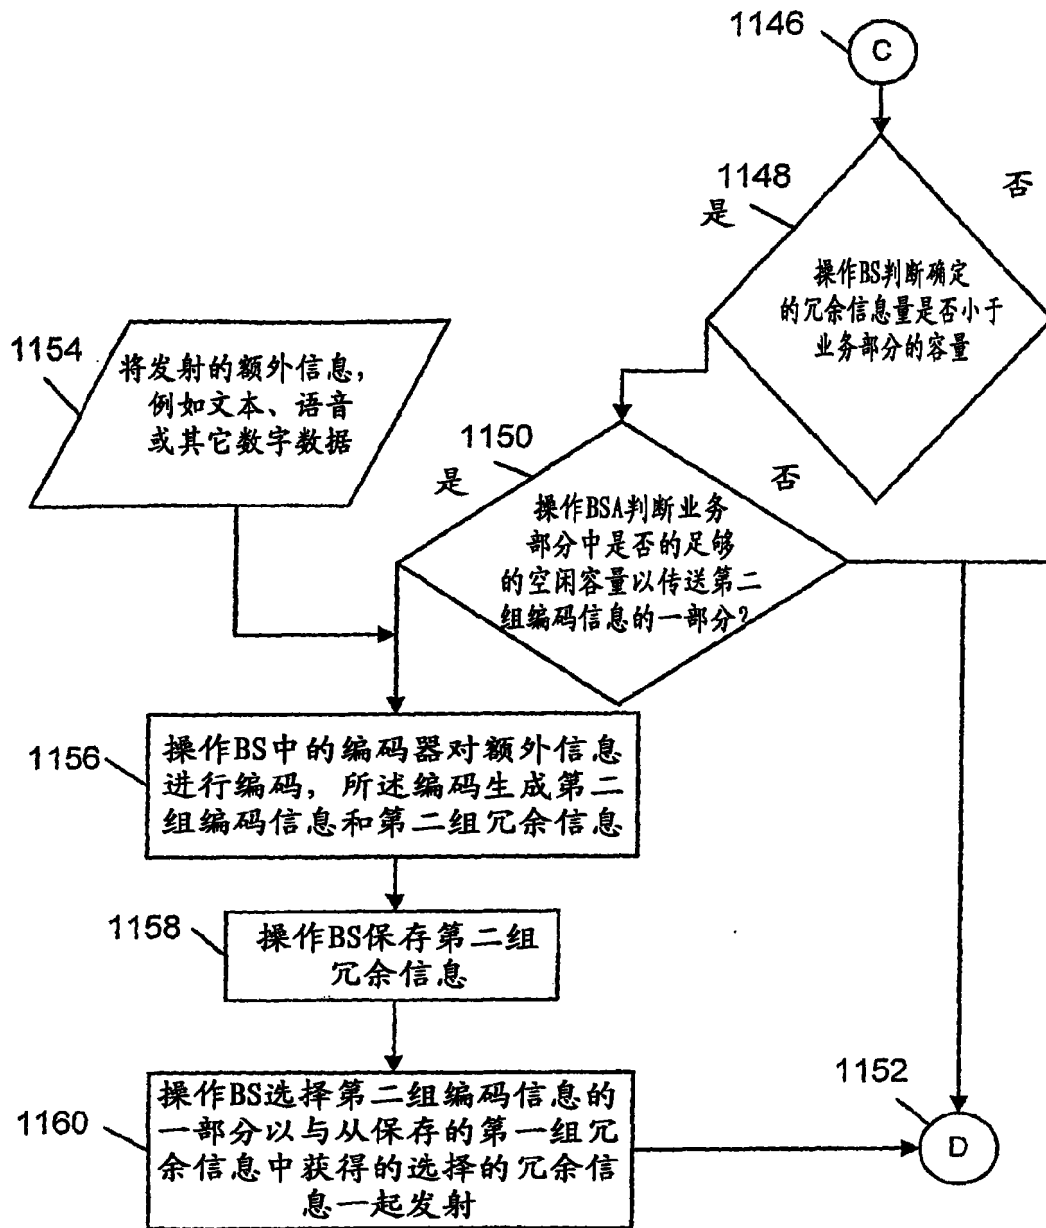 1146
C
1148
是
否
操作BS判断确定
的冗余信息量是否小于
业务部分的容量
1154
将发射的额外信息，
例如文本、语音
或其它数字数据
1150
是
否
操作BSA判断业务
部分中是否的足够
的空闲容量以传送第二
组编码信息的一部分?
1156
操作BS中的编码器对额外信息
进行编码，所述编码生成第二
组编码信息和第二组冗余信息
1158
操作BS保存第二组
冗余信息
1160
操作BS选择第二组编码信息的
一部分以与从保存的第一组冗
余信息中获得的选择的冗余信
息一起发射
1152
D